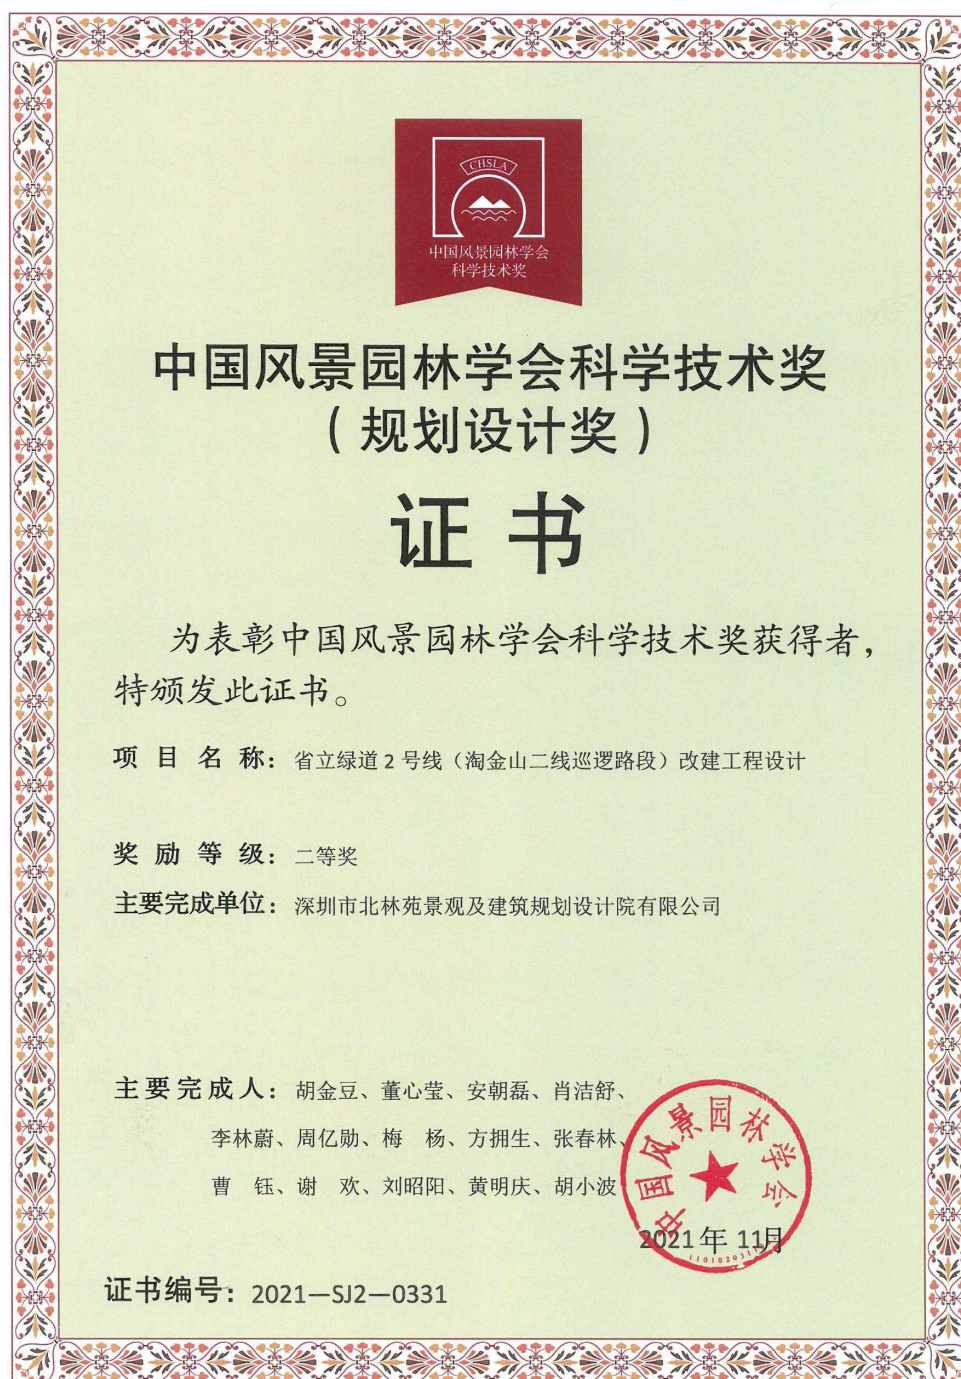 CHSLA
中国风景园林学会
科学技术奖
中国风景园林学会科学技术奖
（规划设计奖）
证书
为表彰中国风景园林学会科学技术奖获得者，
特颁发此证书。
项目名称：省立绿道2号线（淘金山二线巡逻路段）改建工程设计
奖励等级：二等奖
主要完成单位：深圳市北林苑景观及建筑规划设计院有限公司
主要完成人：胡金豆、董心莹、安朝磊、肖洁舒、
李林蔚、周亿勋、梅　杨、方拥生、张春林、
曹　钰、谢　欢、刘昭阳、黄明庆、胡小波
中国风景园林学会
2021年11月
证书编号：2021—SJ2—0331